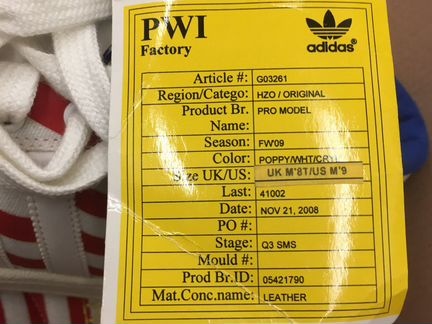 PWI
Factory
adidas
Article #: G03261
Region/Catego: HZO / ORIGINAL
Product Br. PRO MODEL
Name:
Season: FW09
Color: POPPY/WHT/CRYL
Size UK/US: UK M'8T/US M'9
Last: 41002
Date: NOV 21, 2008
PO #:
Stage: Q3 SMS
Mould #:
Prod Br.ID: 05421790
Mat.Conc.name: LEATHER